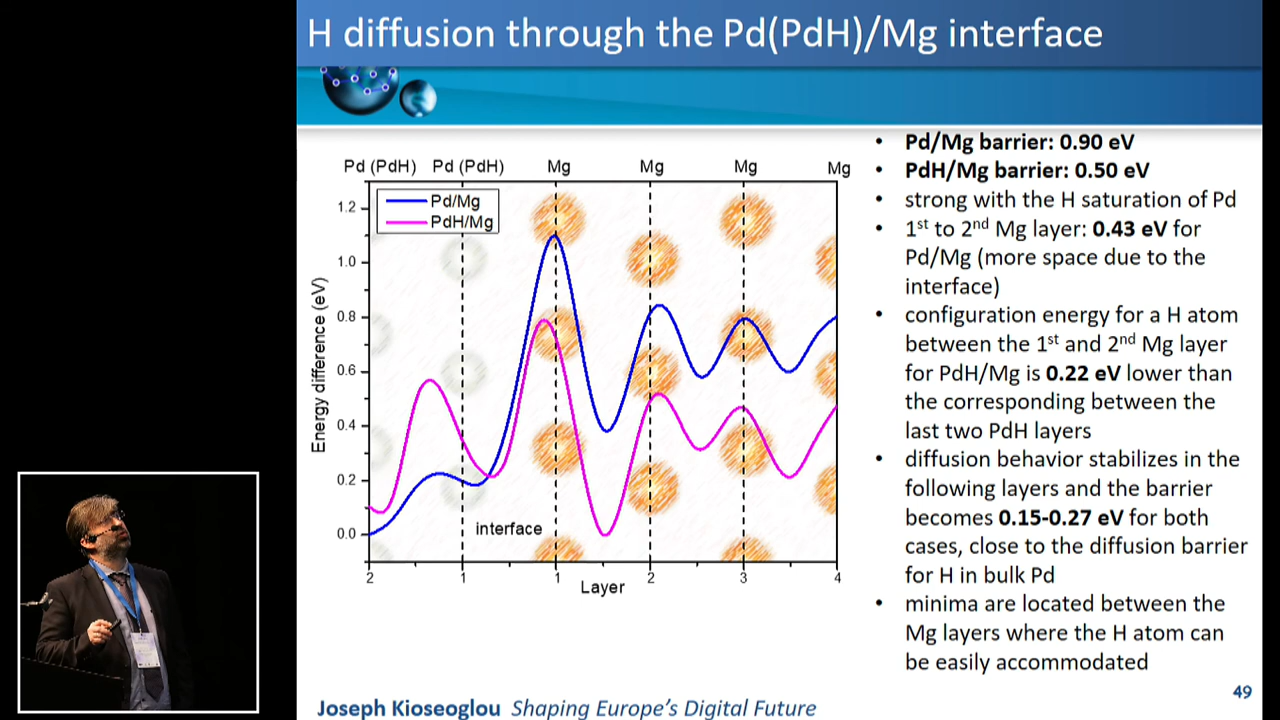 H diffusion through the Pd(PdH)/Mg interface
Pd (PdH) Pd (PdH) Mg Mg Mg Mg
Pd/Mg
PdH/Mg
1.2
1.0
0.8
0.6
0.4
0.2
0.0
Energy difference (eV)
interface
2 1 1 2 3 4
Layer
• Pd/Mg barrier: 0.90 eV
• PdH/Mg barrier: 0.50 eV
• strong with the H saturation of Pd
• 1st to 2nd Mg layer: 0.43 eV for
Pd/Mg (more space due to the
interface)
• configuration energy for a H atom
between the 1st and 2nd Mg layer
for PdH/Mg is 0.22 eV lower than
the corresponding between the
last two PdH layers
• diffusion behavior stabilizes in the
following layers and the barrier
becomes 0.15-0.27 eV for both
cases, close to the diffusion barrier
for H in bulk Pd
• minima are located between the
Mg layers where the H atom can
be easily accommodated
49
Joseph Kioseoglou Shaping Europe's Digital Future